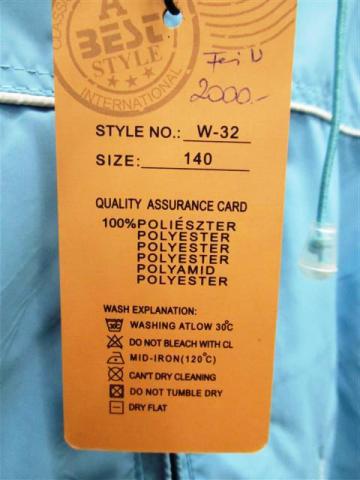 CLASSIC
A
BEST
STYLE
INTERNATIONAL
2000.-
STYLE NO.: W-32
SIZE: 140
QUALITY ASSURANCE CARD
100%POLIÉSZTER
POLYESTER
POLYESTER
POLYESTER
POLYAMID
POLYESTER
WASH EXPLANATION:
WASHING ATLOW 30°C
DO NOT BLEACH WITH CL
MID-IRON(120°C)
CAN'T DRY CLEANING
DO NOT TUMBLE DRY
DRY FLAT